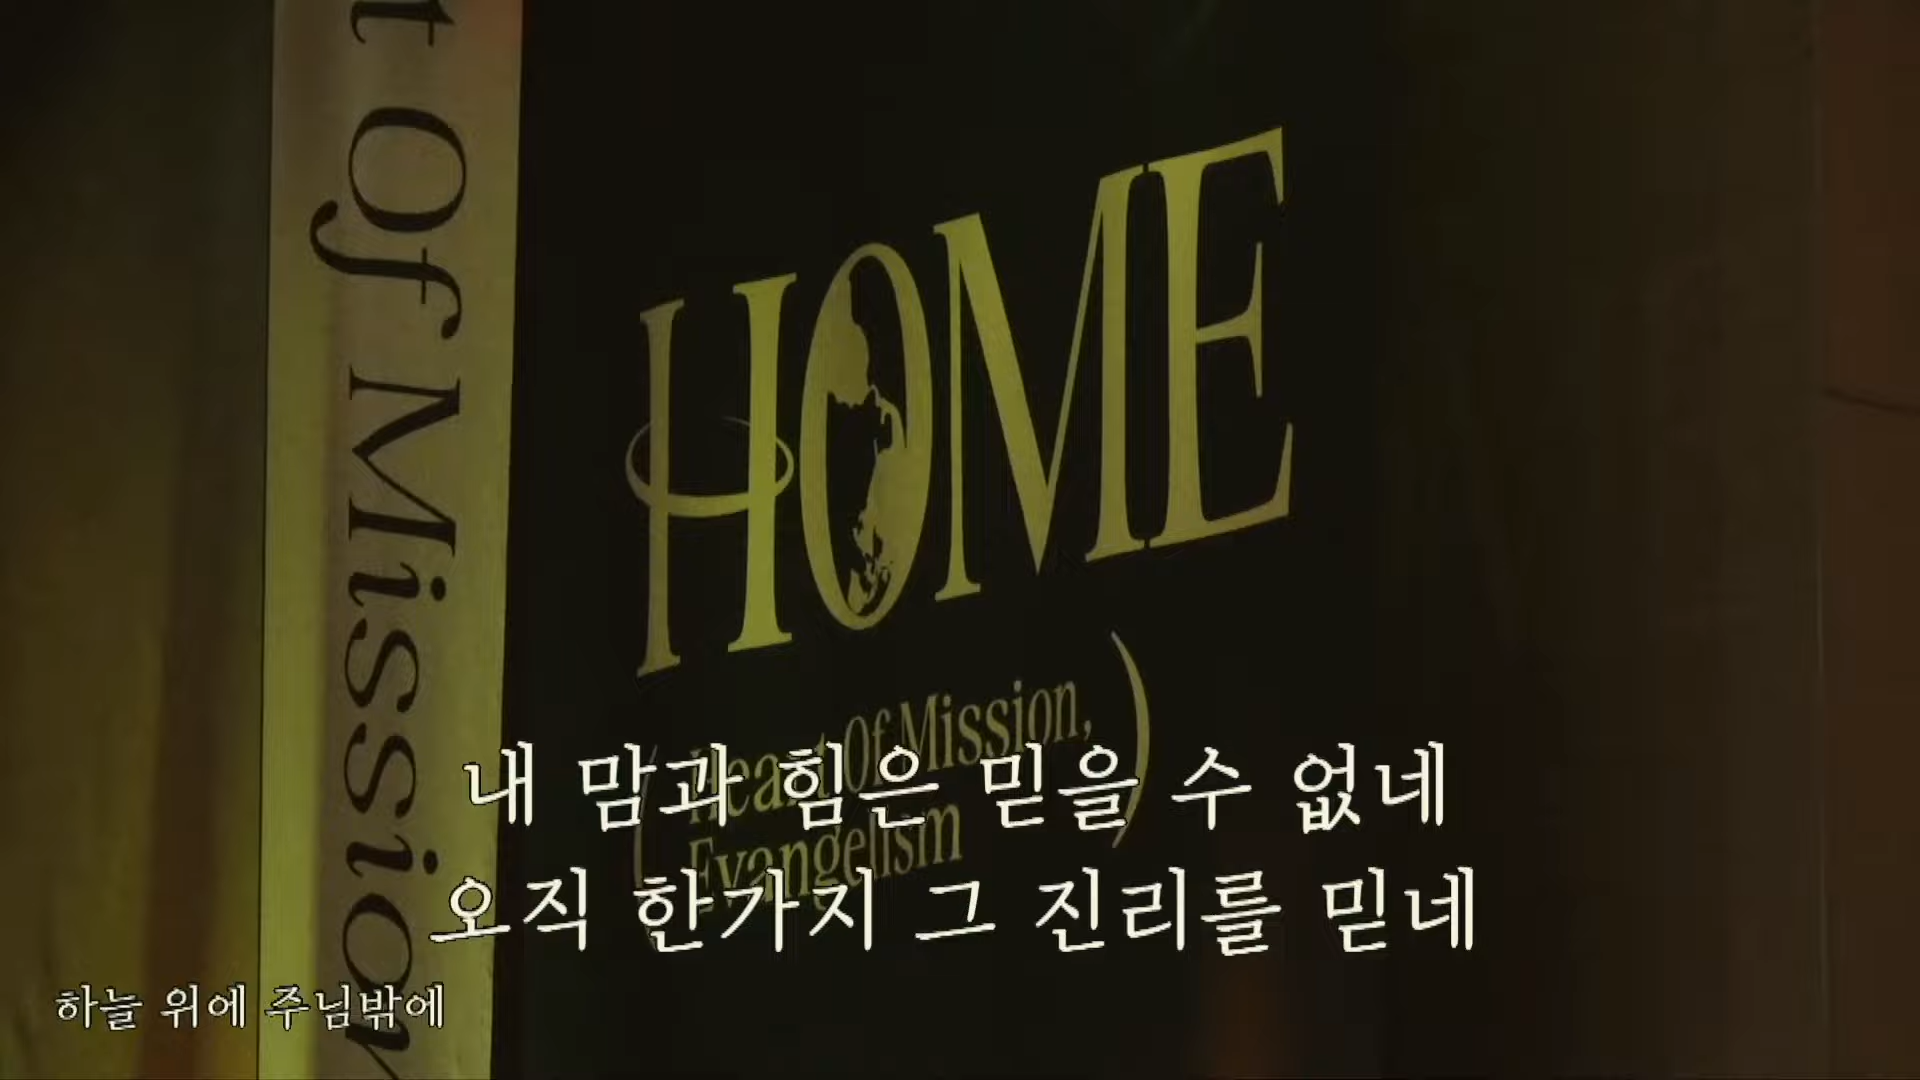 t Of Mission
HOME
( Heart Of Mission,
Evangelism )
내 맘과 힘은 믿을 수 없네
오직 한가지 그 진리를 믿네
하늘 위에 주님밖에